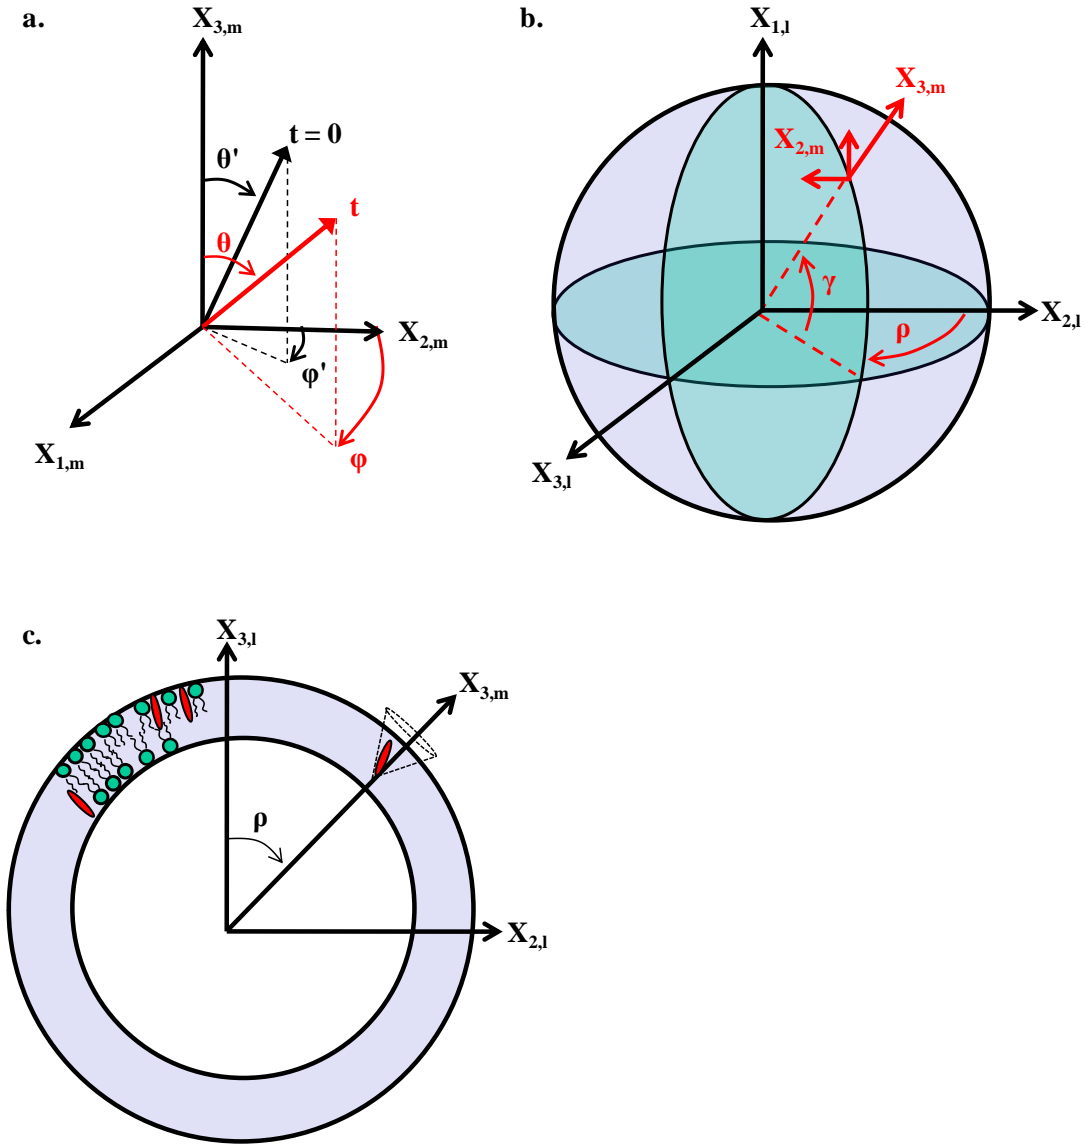 a.
X3,m
t = 0
θ'
t
θ
X2,m
φ'
X1,m
φ
b.
X1,l
X3,m
X2,m
γ
X2,l
ρ
X3,l
c.
X3,l
X3,m
ρ
X2,l